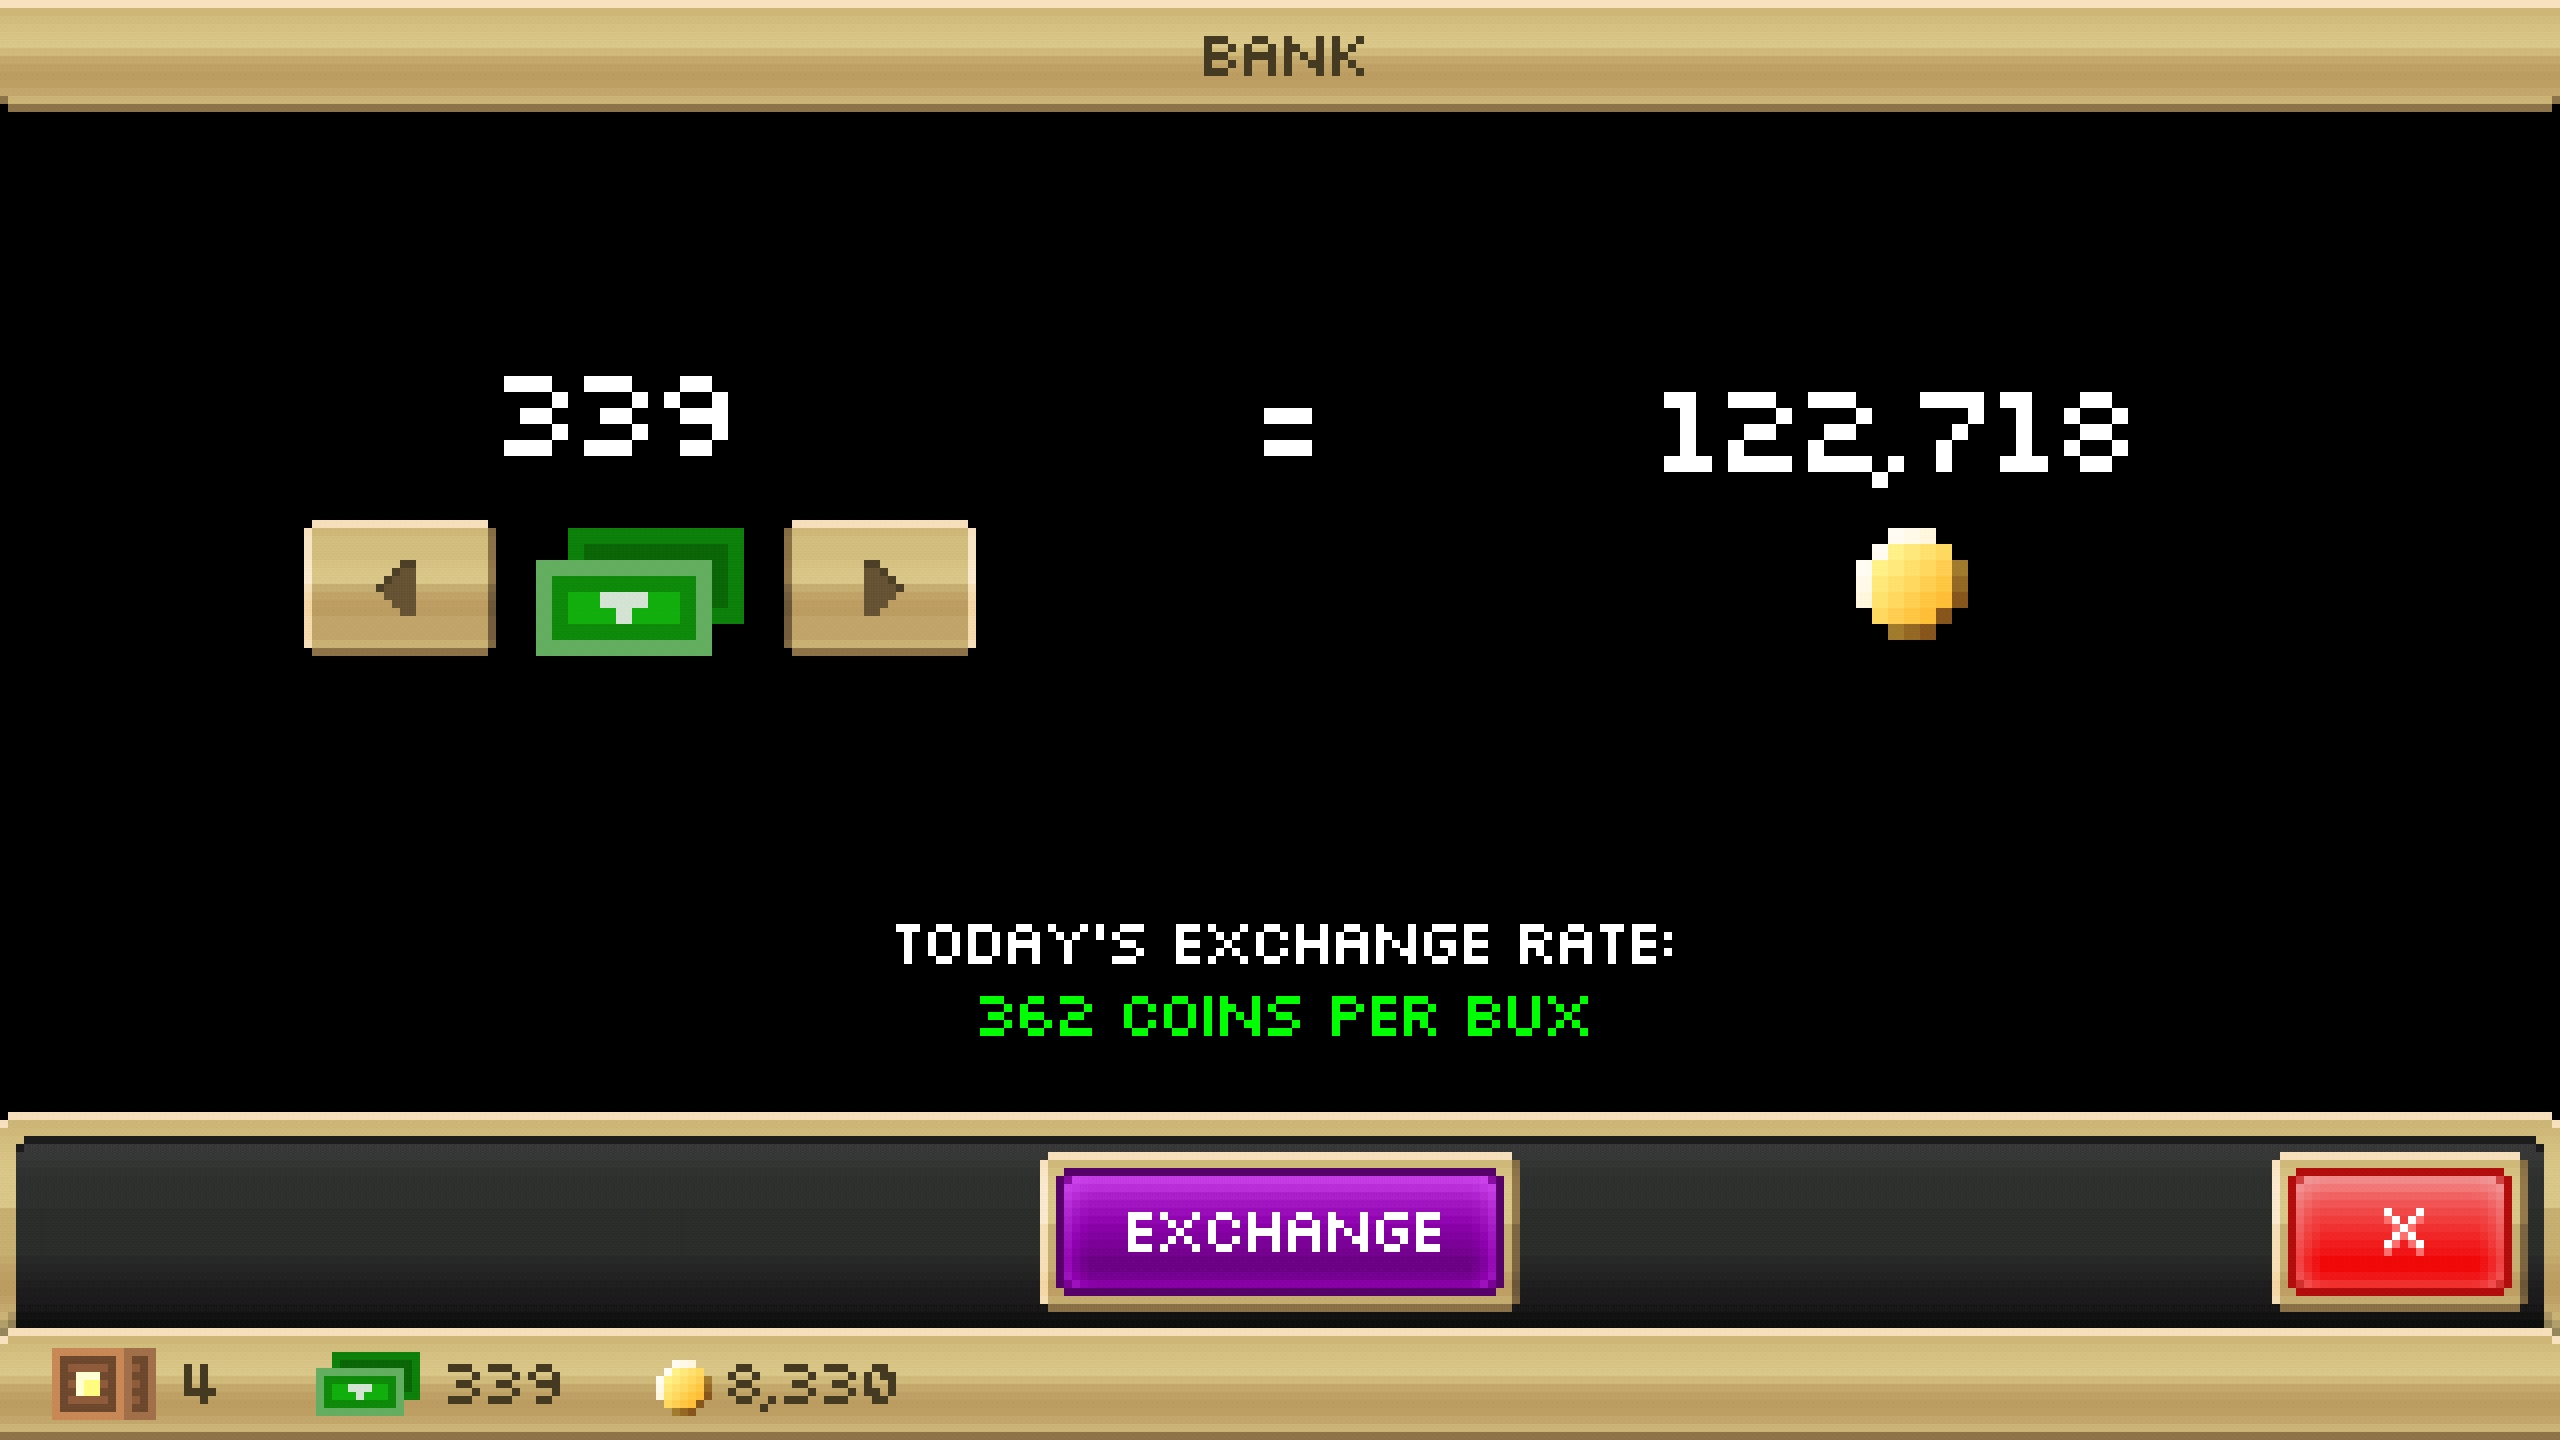 BANK
339 = 122,718
TODAY'S EXCHANGE RATE:
362 COINS PER BUX
EXCHANGE X
4 339 8,330